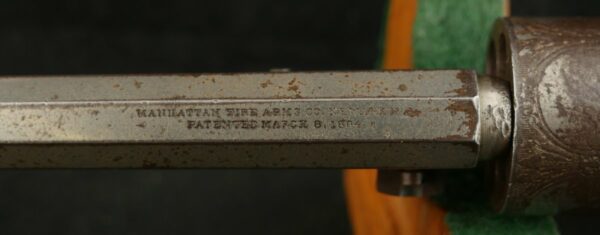 MANHATTAN FIRE ARMS CO.
PATENTED MARCH 8, 1864